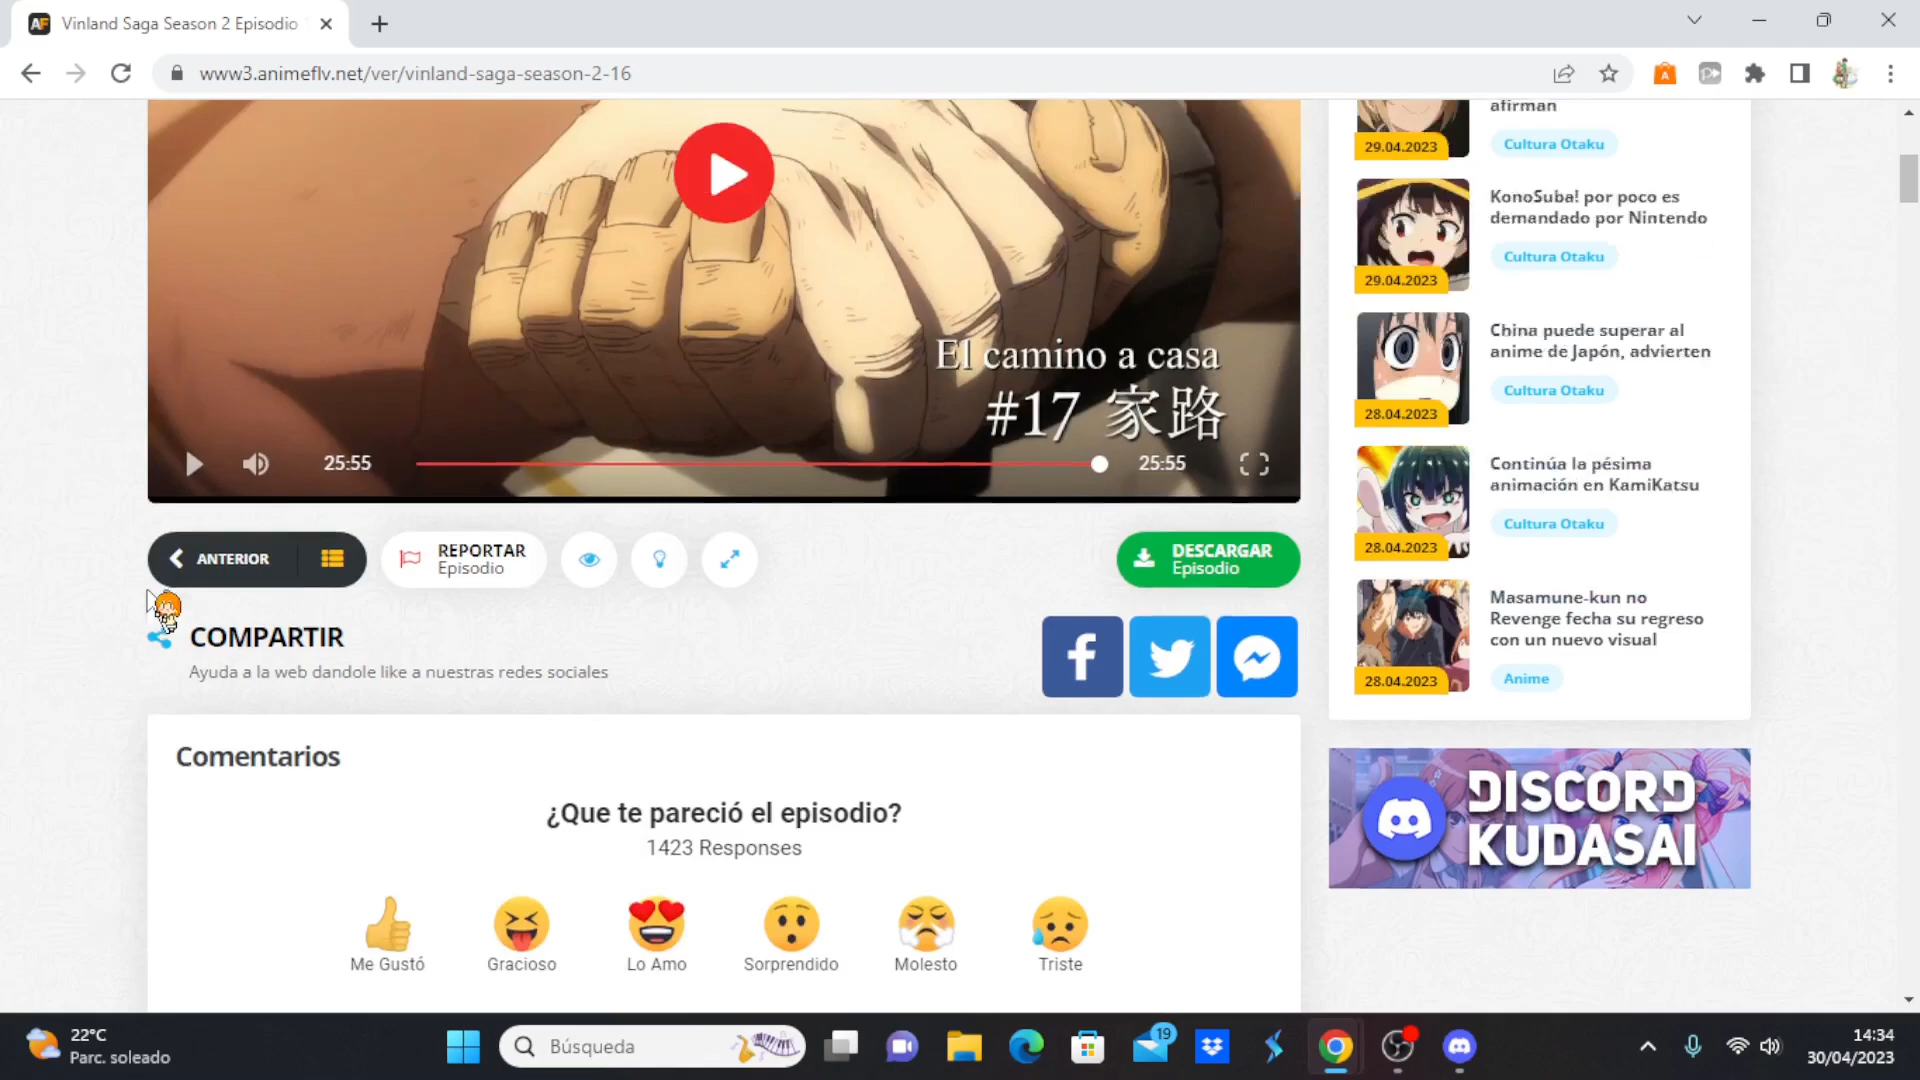 Vinland Saga Season 2 Episodio
www3.animeflv.net/ver/vinland-saga-season-2-16
El camino a casa
#17 家路
25:55
25:55
ANTERIOR
REPORTAR
Episodio
DESCARGAR
Episodio
COMPARTIR
Ayuda a la web dandole like a nuestras redes sociales
Comentarios
¿Que te pareció el episodio?
1423 Responses
Me Gustó
Gracioso
Lo Amo
Sorprendido
Molesto
Triste
afirman
Cultura Otaku
29.04.2023
KonoSuba! por poco es
demandado por Nintendo
Cultura Otaku
29.04.2023
China puede superar al
anime de Japón, advierten
Cultura Otaku
28.04.2023
Continúa la pésima
animación en KamiKatsu
Cultura Otaku
28.04.2023
Masamune-kun no
Revenge fecha su regreso
con un nuevo visual
Anime
28.04.2023
DISCORD
KUDASAI
22°C
Parc. soleado
Búsqueda
19
14:34
30/04/2023